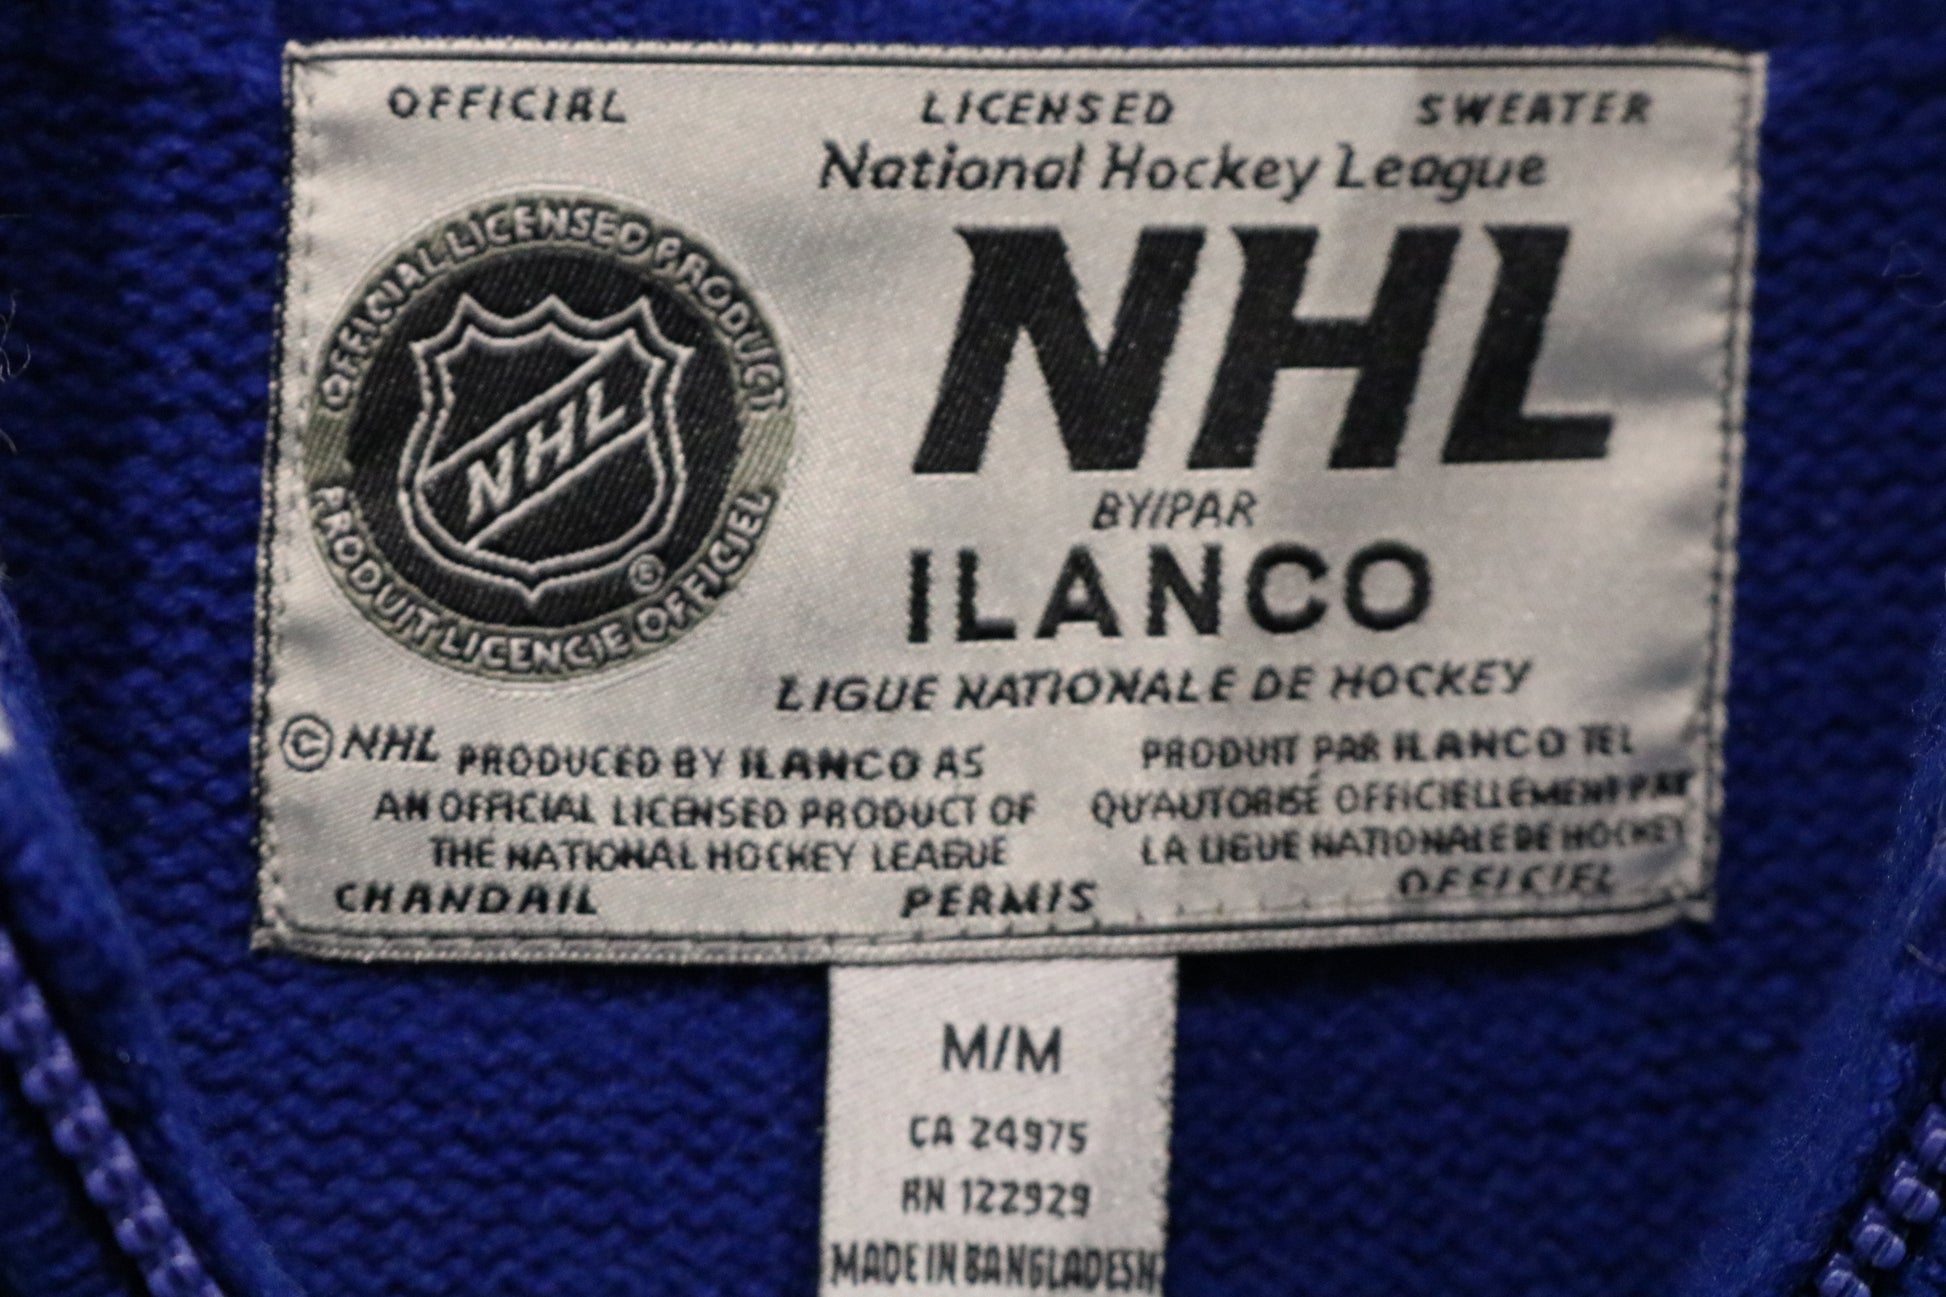 OFFICIAL LICENSED SWEATER
National Hockey League
OFFICIAL LICENSED PRODUCT
NHL
PRODUIT LICENCIE OFFICIEL
NHL
BY/PAR
ILANCO
LIGUE NATIONALE DE HOCKEY
© NHL PRODUCED BY ILANCO AS
AN OFFICIAL LICENSED PRODUCT OF
THE NATIONAL HOCKEY LEAGUE
PRODUIT PAR ILANCO TEL
QU'AUTORISÉ OFFICIELLEMENT PAR
LA LIGUE NATIONALE DE HOCKEY
CHANDAIL PERMIS OFFICIEL
M/M
CA 24975
RN 122929
MADE IN BANGLADESH